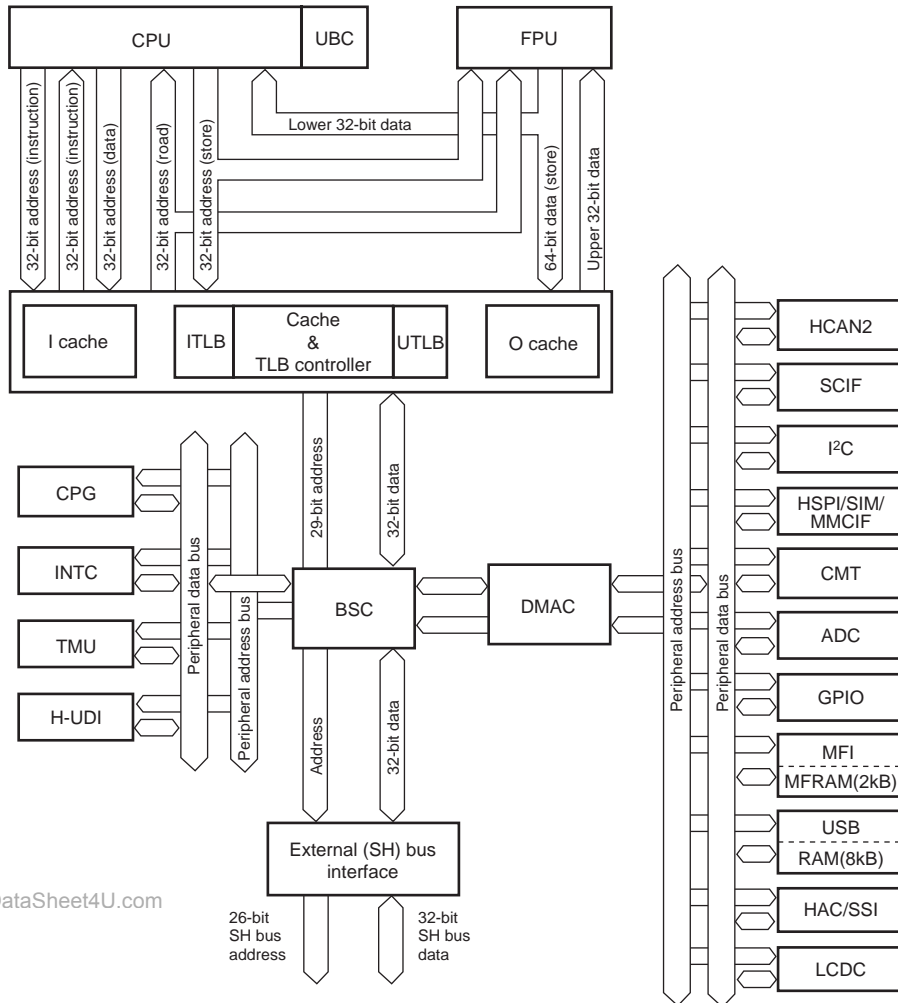 CPU
UBC
FPU
Lower 32-bit data
32-bit address (instruction)
32-bit address (instruction)
32-bit address (data)
32-bit address (road)
32-bit address (store)
64-bit data (store)
Upper 32-bit data
I cache
ITLB
Cache
&
TLB controller
UTLB
O cache
29-bit address
32-bit data
CPG
INTC
TMU
H-UDI
Peripheral data bus
Peripheral address bus
BSC
DMAC
Address
32-bit data
External (SH) bus
interface
26-bit
SH bus
address
32-bit
SH bus
data
Peripheral address bus
Peripheral data bus
HCAN2
SCIF
I²C
HSPI/SIM/
MMCIF
CMT
ADC
GPIO
MFI
MFRAM(2kB)
USB
RAM(8kB)
HAC/SSI
LCDC
DataSheet4U.com